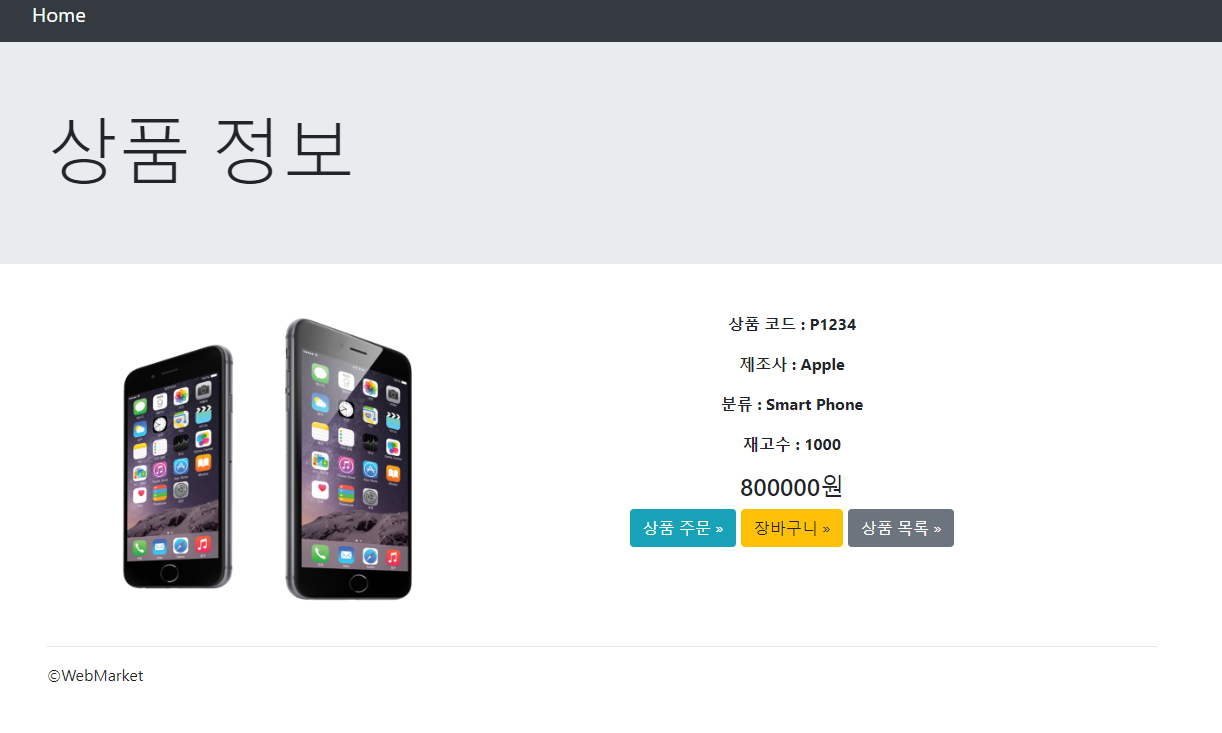 Home
상품 정보
상품 코드 : P1234
제조사 : Apple
분류 : Smart Phone
재고수 : 1000
800000원
상품 주문 » 장바구니 » 상품 목록 »
©WebMarket